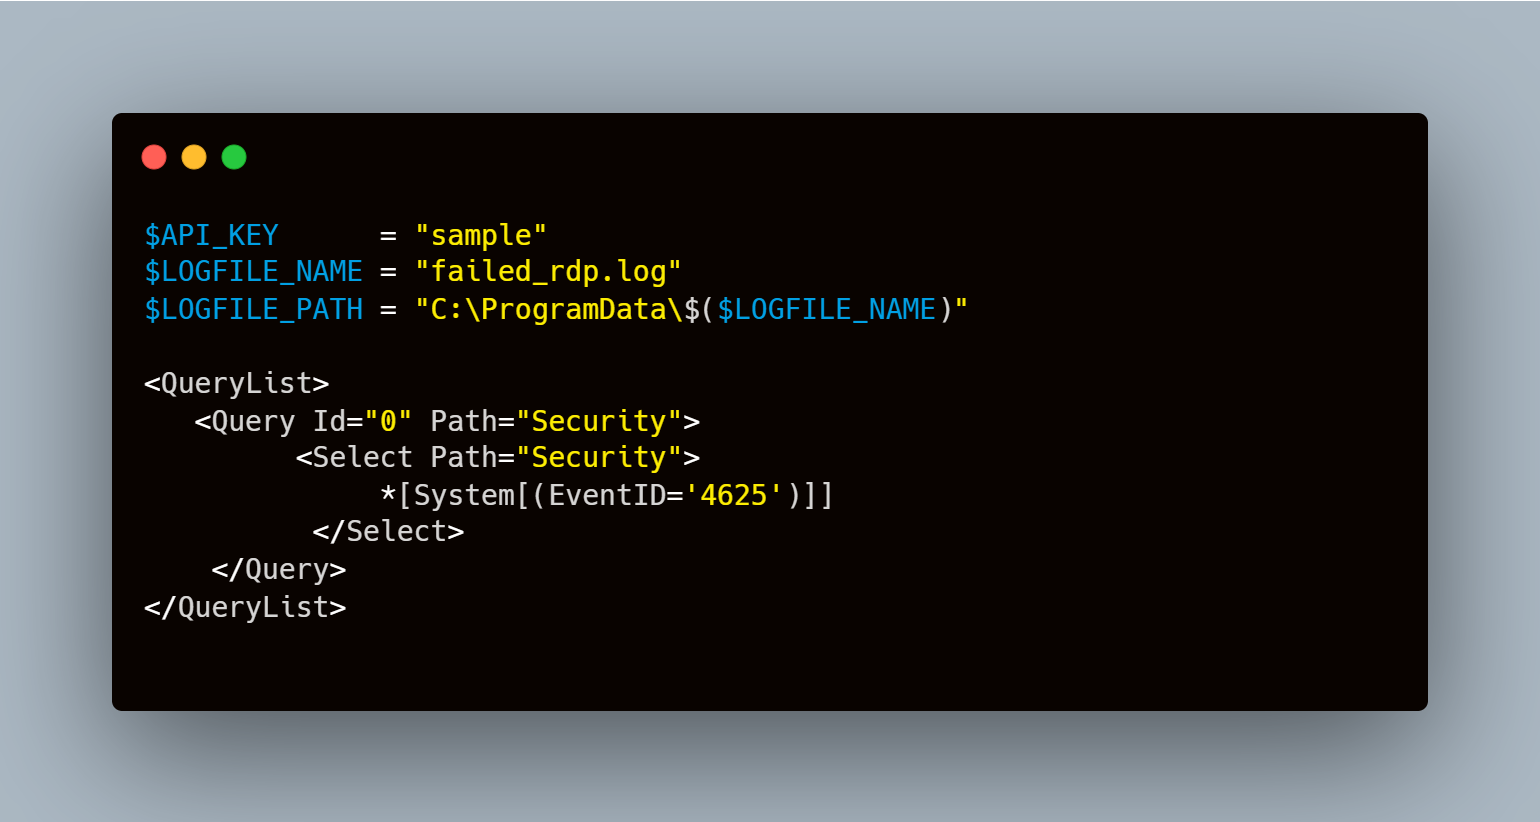 $API_KEY      = "sample"
$LOGFILE_NAME = "failed_rdp.log"
$LOGFILE_PATH = "C:\ProgramData\$($LOGFILE_NAME)"

<QueryList>
   <Query Id="0" Path="Security">
         <Select Path="Security">
              *[System[(EventID='4625')]]
          </Select>
    </Query>
</QueryList>